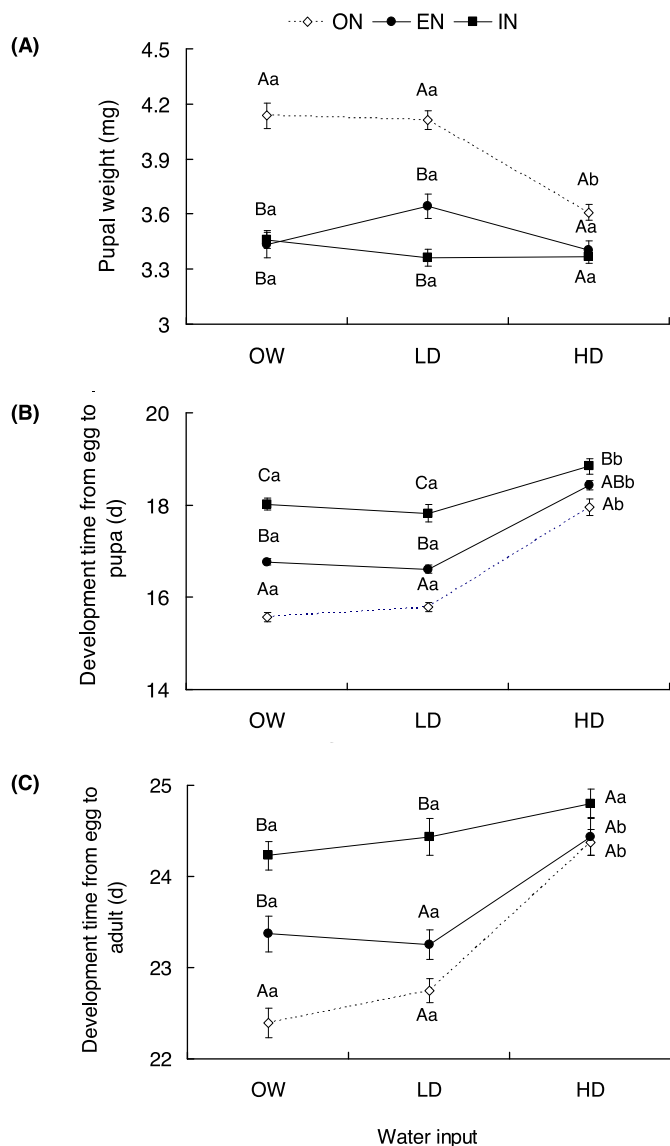 ON EN IN
(A)
Pupal weight (mg)
4.5
4.2
3.9
3.6
3.3
3
Aa
Aa
Ab
Ba
Ba
Aa
Ba
Ba
Aa
OW LD HD
(B)
Development time from egg to
pupa (d)
20
18
16
14
Ca
Ca
Bb
Ba
Ba
ABb
Aa
Aa
Ab
OW LD HD
(C)
Development time from egg to
adult (d)
25
24
23
22
Ba
Ba
Aa
Ba
Aa
Ab
Aa
Aa
Ab
OW LD HD
Water input